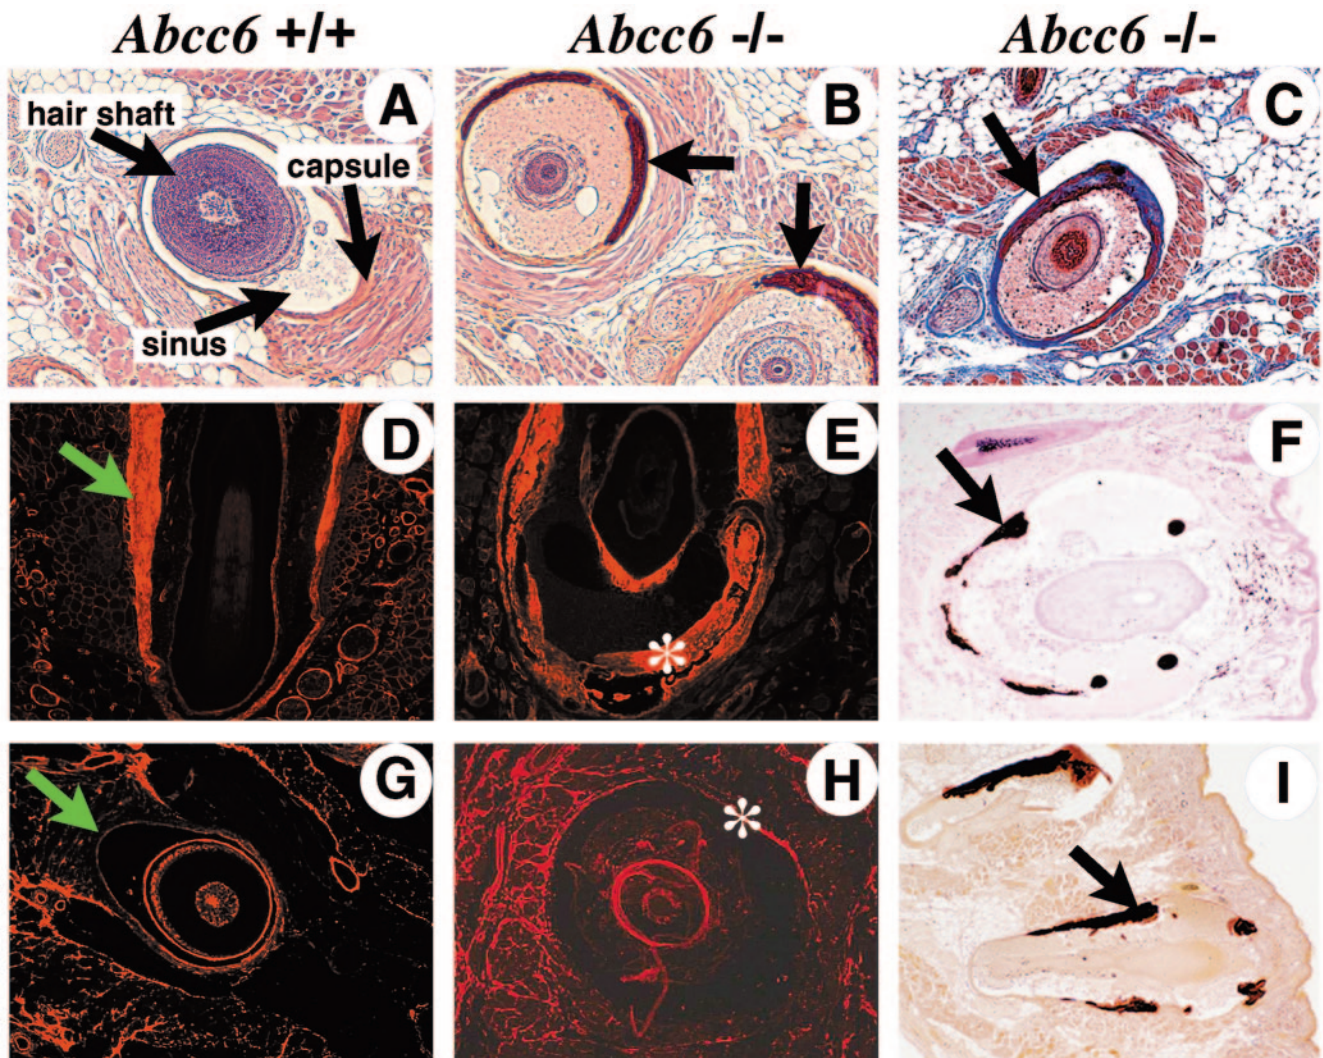 Abcc6 +/+ Abcc6 -/- Abcc6 -/-
A
hair shaft
capsule
sinus
B
C
D
E
F
G
H
I